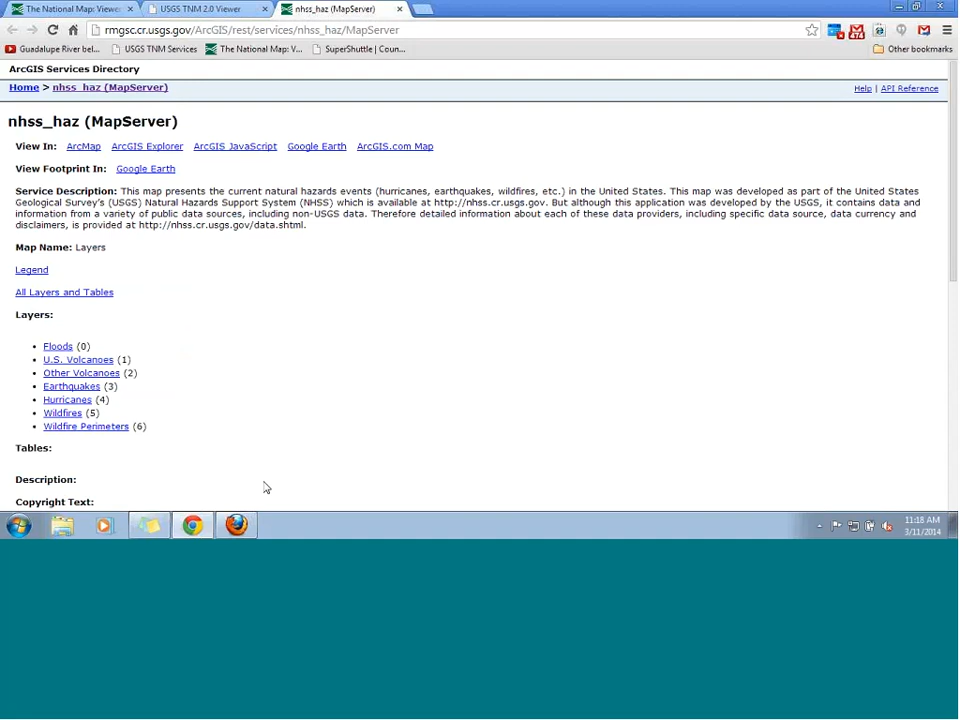 The National Map: Viewer
USGS TNM 2.0 Viewer
nhss_haz (MapServer)
rmgsc.cr.usgs.gov/ArcGIS/rest/services/nhss_haz/MapServer
Guadalupe River bel...
USGS TNM Services
The National Map: V...
SuperShuttle | Coun...
Other bookmarks
ArcGIS Services Directory
Home > nhss_haz (MapServer)
Help | API Reference
nhss_haz (MapServer)
View In: ArcMap ArcGIS Explorer ArcGIS JavaScript Google Earth ArcGIS.com Map
View Footprint In: Google Earth
Service Description: This map presents the current natural hazards events (hurricanes, earthquakes, wildfires, etc.) in the United States. This map was developed as part of the United States
Geological Survey's (USGS) Natural Hazards Support System (NHSS) which is available at http://nhss.cr.usgs.gov. But although this application was developed by the USGS, it contains data and
information from a variety of public data sources, including non-USGS data. Therefore detailed information about each of these data providers, including specific data source, data currency and
disclaimers, is provided at http://nhss.cr.usgs.gov/data.shtml.
Map Name: Layers
Legend
All Layers and Tables
Layers:
• Floods (0)
• U.S. Volcanoes (1)
• Other Volcanoes (2)
• Earthquakes (3)
• Hurricanes (4)
• Wildfires (5)
• Wildfire Perimeters (6)
Tables:
Description:
Copyright Text:
11:18 AM
3/11/2014